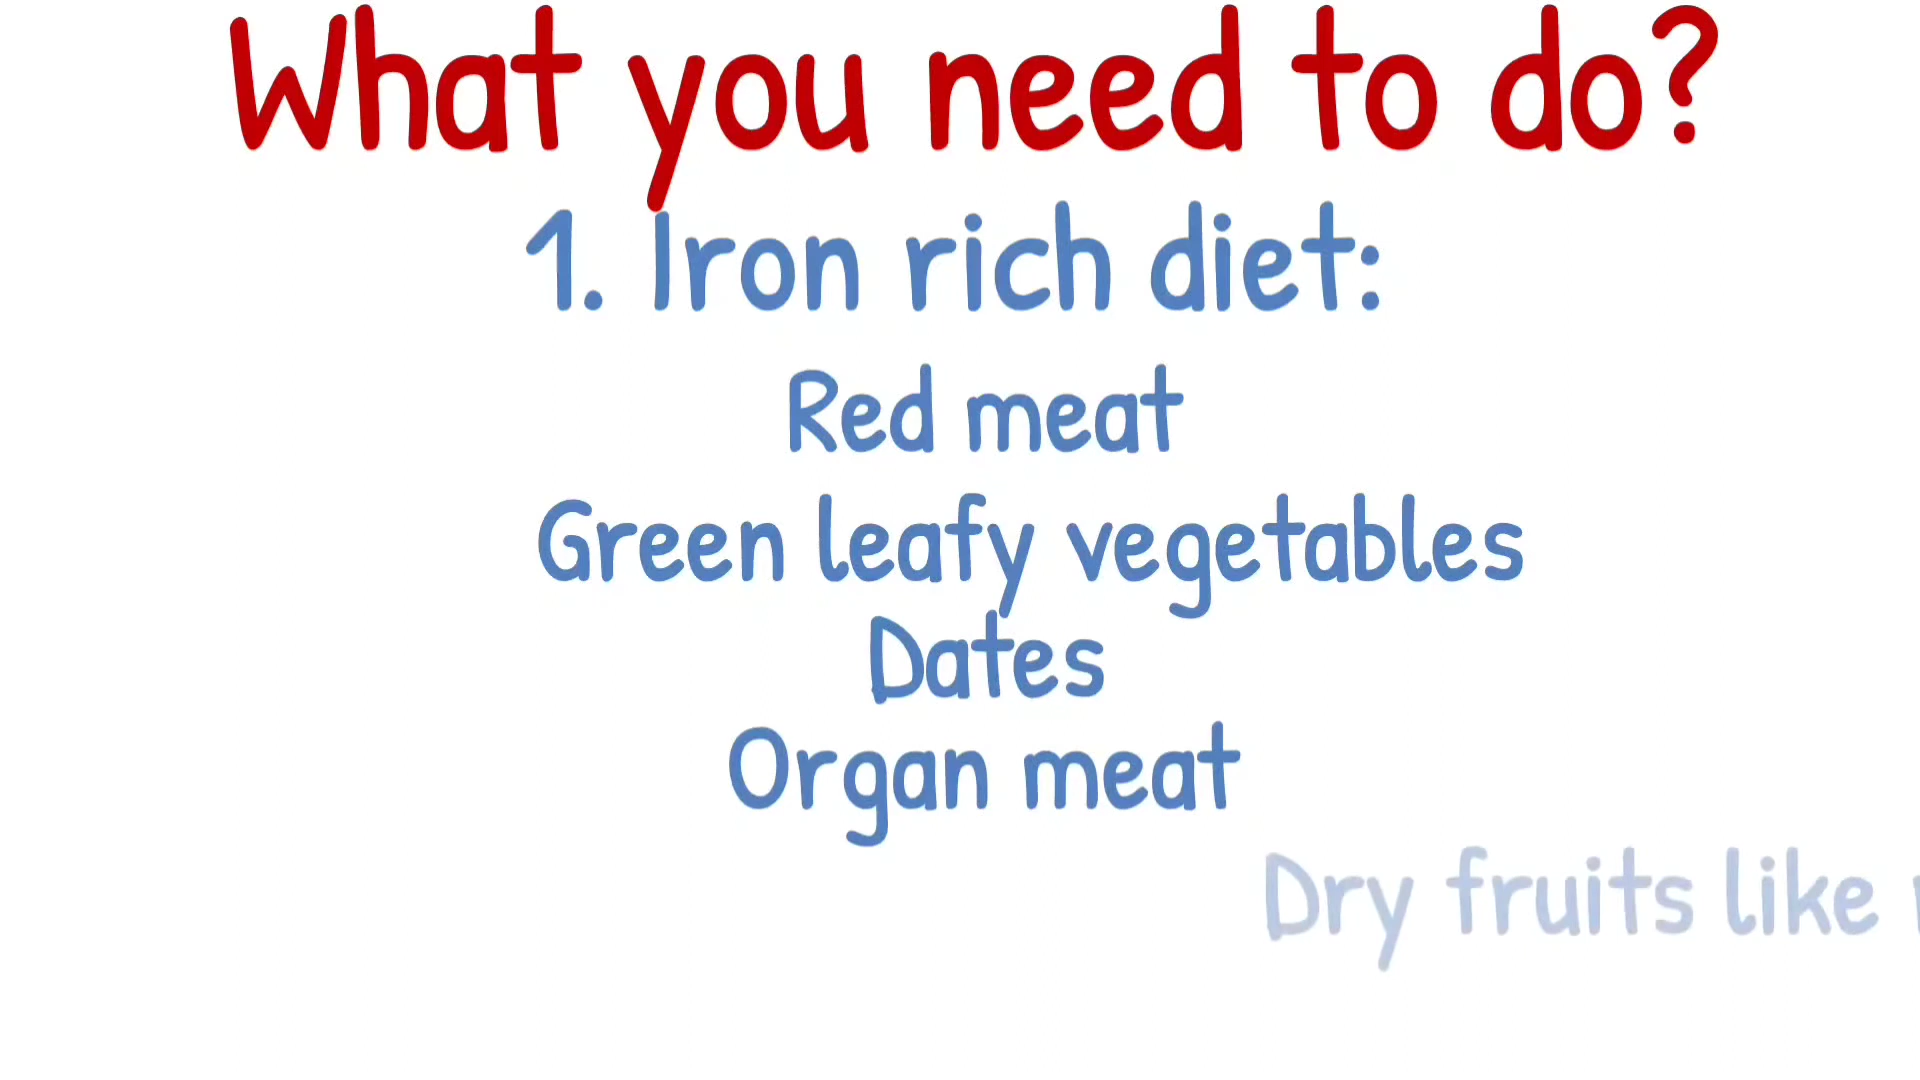 What you need to do?
1. Iron rich diet:
Red meat
Green leafy vegetables
Dates
Organ meat
Dry fruits like